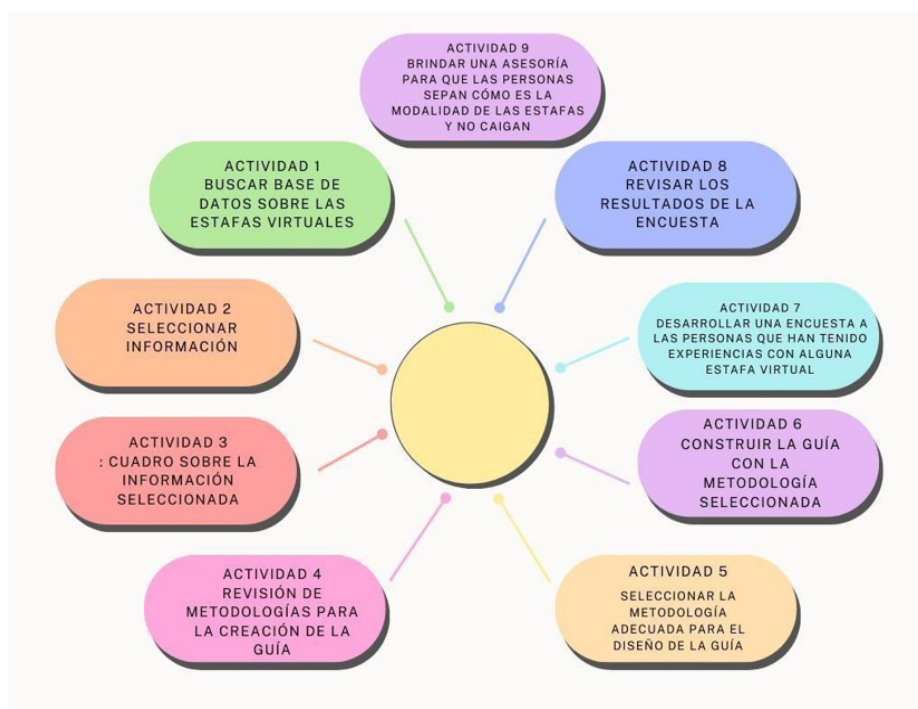 ACTIVIDAD 9
BRINDAR UNA ASESORÍA
PARA QUE LAS PERSONAS
SEPAN CÓMO ES LA
MODALIDAD DE LAS ESTAFAS
Y NO CAIGAN
ACTIVIDAD 1
BUSCAR BASE DE
DATOS SOBRE LAS
ESTAFAS VIRTUALES
ACTIVIDAD 8
REVISAR LOS
RESULTADOS DE LA
ENCUESTA
ACTIVIDAD 2
SELECCIONAR
INFORMACIÓN
ACTIVIDAD 7
DESARROLLAR UNA ENCUESTA A
LAS PERSONAS QUE HAN TENIDO
EXPERIENCIAS CON ALGUNA
ESTAFA VIRTUAL
ACTIVIDAD 3
: CUADRO SOBRE LA
INFORMACIÓN
SELECCIONADA
ACTIVIDAD 6
CONSTRUIR LA GUÍA
CON LA
METODOLOGÍA
SELECCIONADA
ACTIVIDAD 4
REVISIÓN DE
METODOLOGÍAS PARA
LA CREACIÓN DE LA
GUÍA
ACTIVIDAD 5
SELECCIONAR LA
METODOLOGÍA
ADECUADA PARA EL
DISEÑO DE LA GUÍA